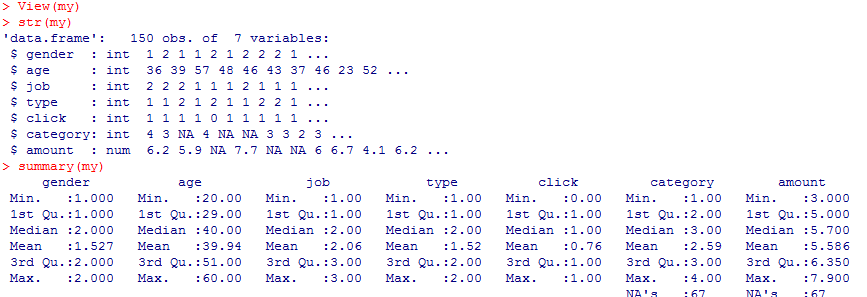 > View(my)
> str(my)
'data.frame':   150 obs. of  7 variables:
 $ gender  : int  1 2 1 1 2 1 2 2 2 1 ...
 $ age     : int  36 39 57 48 46 43 37 46 23 52 ...
 $ job     : int  2 2 2 1 1 1 2 1 1 1 ...
 $ type    : int  1 1 2 1 2 1 1 2 2 1 ...
 $ click   : int  1 1 1 1 0 1 1 1 1 1 ...
 $ category: int  4 3 NA 4 NA NA 3 3 2 3 ...
 $ amount  : num  6.2 5.9 NA 7.7 NA NA 6 6.7 4.1 6.2 ...
> summary(my)
     gender           age             job            type          click         category        amount
 Min.   :1.000   Min.   :20.00   Min.   :1.00   Min.   :1.00   Min.   :0.00   Min.   :1.00   Min.   :3.000
 1st Qu.:1.000   1st Qu.:29.00   1st Qu.:1.00   1st Qu.:1.00   1st Qu.:1.00   1st Qu.:2.00   1st Qu.:5.000
 Median :2.000   Median :40.00   Median :2.00   Median :2.00   Median :1.00   Median :3.00   Median :5.700
 Mean   :1.527   Mean   :39.94   Mean   :2.06   Mean   :1.52   Mean   :0.76   Mean   :2.59   Mean   :5.586
 3rd Qu.:2.000   3rd Qu.:51.00   3rd Qu.:3.00   3rd Qu.:2.00   3rd Qu.:1.00   3rd Qu.:3.00   3rd Qu.:6.350
 Max.   :2.000   Max.   :60.00   Max.   :3.00   Max.   :2.00   Max.   :1.00   Max.   :4.00   Max.   :7.900
                                                                              NA's   :67     NA's   :67